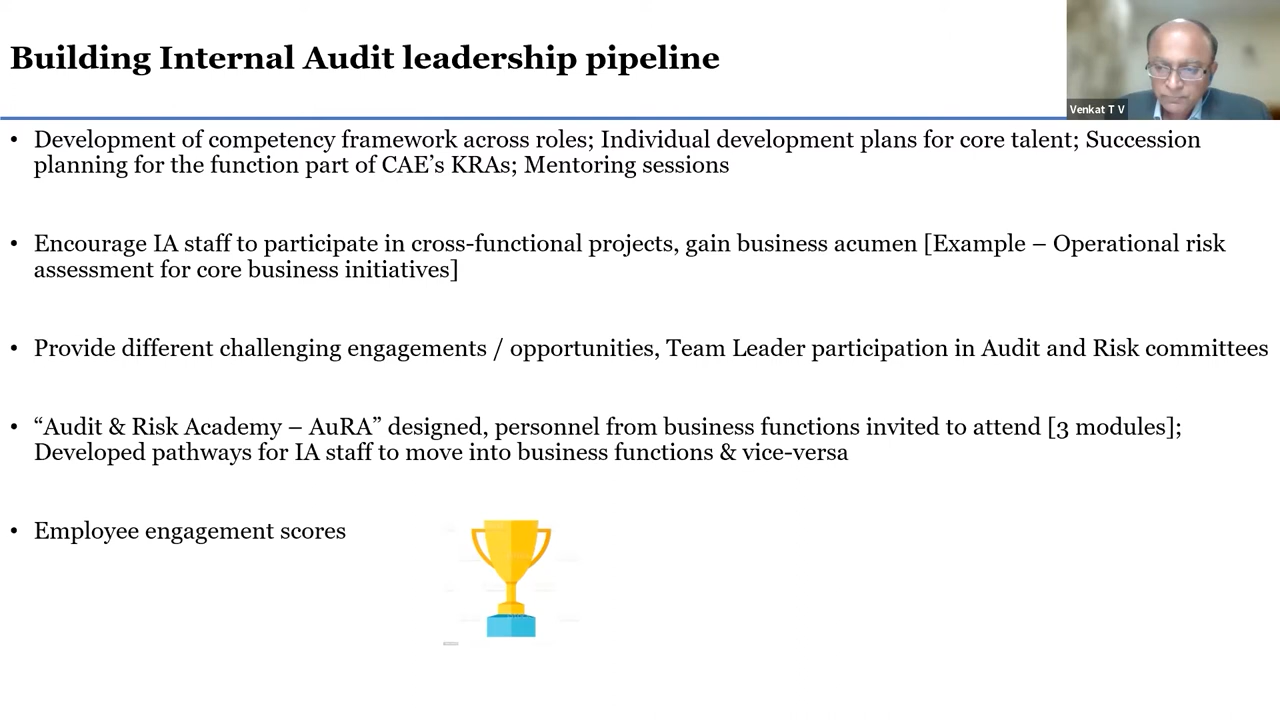 Building Internal Audit leadership pipeline
Venkat T V
• Development of competency framework across roles; Individual development plans for core talent; Succession
planning for the function part of CAE’s KRAs; Mentoring sessions
• Encourage IA staff to participate in cross-functional projects, gain business acumen [Example – Operational risk
assessment for core business initiatives]
• Provide different challenging engagements / opportunities, Team Leader participation in Audit and Risk committees
• “Audit & Risk Academy – AuRA” designed, personnel from business functions invited to attend [3 modules];
Developed pathways for IA staff to move into business functions & vice-versa
• Employee engagement scores